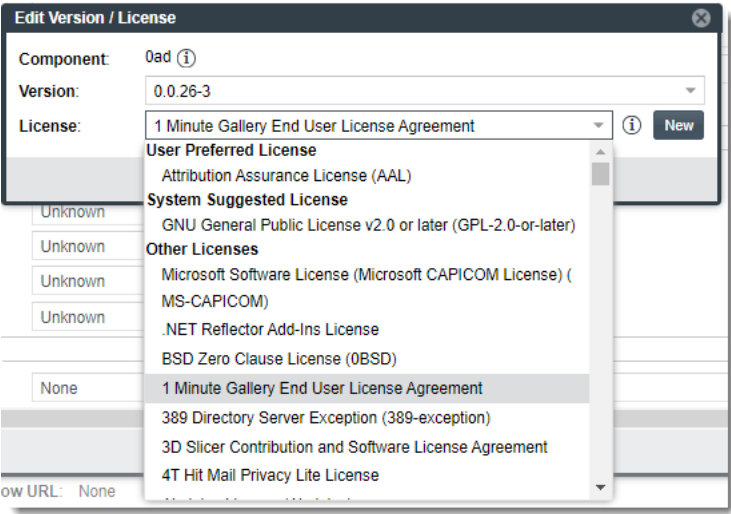 Edit Version / License
Component: 0ad
Version: 0.0.26-3
License: 1 Minute Gallery End User License Agreement New
User Preferred License
Attribution Assurance License (AAL)
System Suggested License
GNU General Public License v2.0 or later (GPL-2.0-or-later)
Other Licenses
Microsoft Software License (Microsoft CAPICOM License) (
MS-CAPICOM)
.NET Reflector Add-Ins License
BSD Zero Clause License (0BSD)
1 Minute Gallery End User License Agreement
389 Directory Server Exception (389-exception)
3D Slicer Contribution and Software License Agreement
4T Hit Mail Privacy Lite License
Unknown
Unknown
Unknown
Unknown
None
ow URL: None